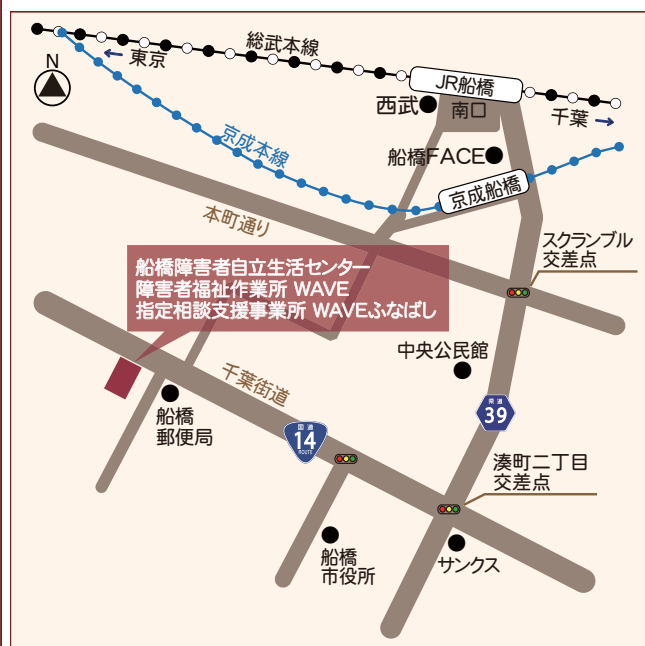 総武本線
N
東京
JR船橋
西武
南口
千葉
京成本線
船橋FACE
京成船橋
本町通り
スクランブル
交差点
船橋障害者自立生活センター
障害者福祉作業所 WAVE
指定相談支援事業所 WAVEふなばし
中央公民館
千葉街道
県道
39
船橋
郵便局
国道
14
ROUTE
湊町二丁目
交差点
船橋
市役所
サンクス